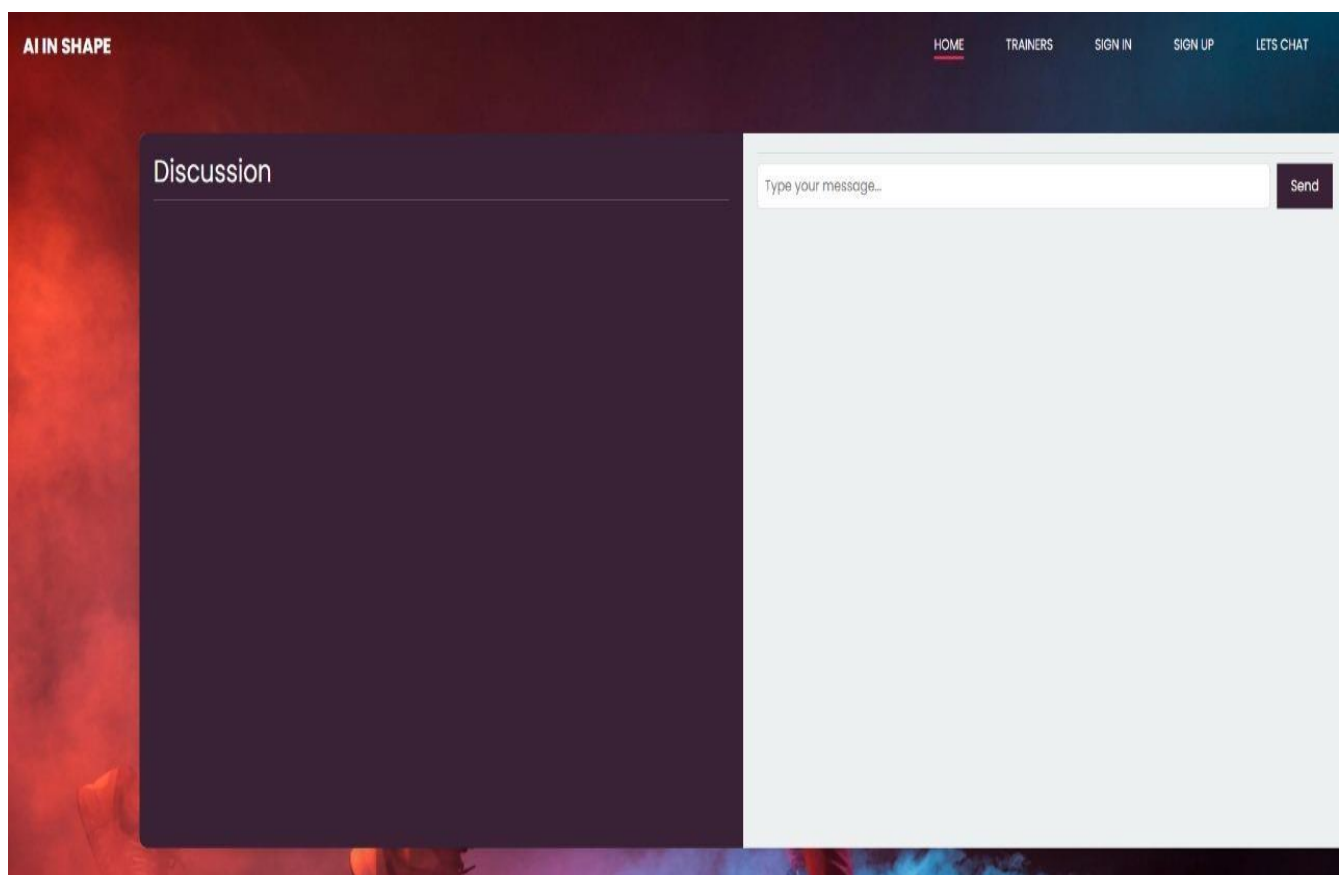 AI IN SHAPE
HOME TRAINERS SIGN IN SIGN UP LETS CHAT
Discussion
Type your message...
Send